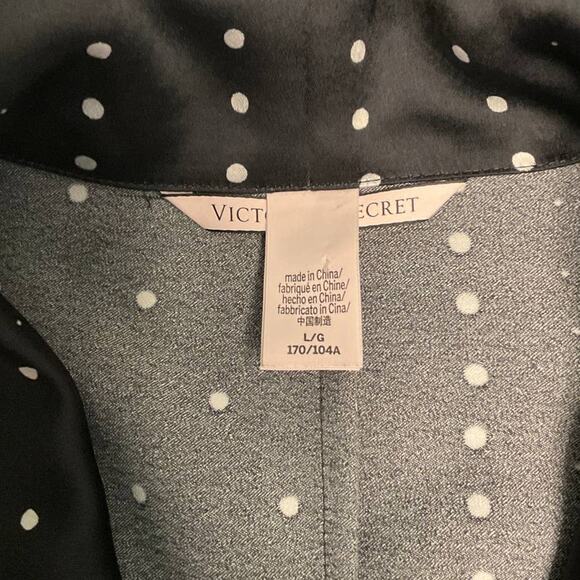 VICTO ECRET
made in China/
fabriqué en Chine/
hecho en China/
fabbricato in Cina/
中国制造
L/G
170/104A